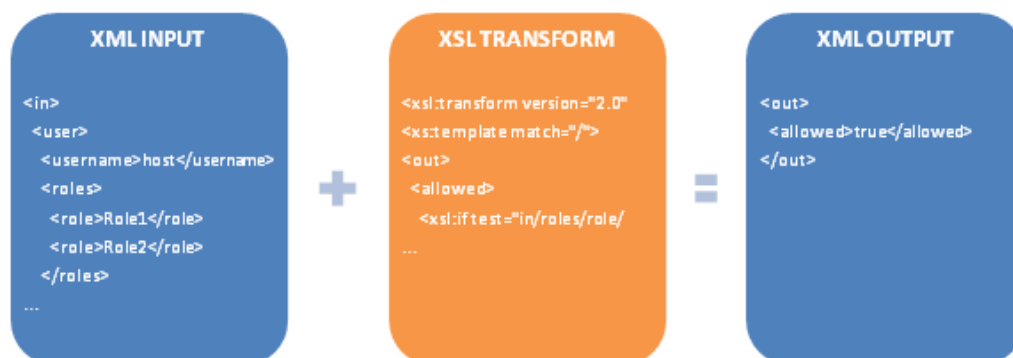 XML INPUT
<in>
<user>
<username>host</username>
<roles>
<role>Role1</role>
<role>Role2</role>
</roles>
...
+
XSL TRANSFORM
<xsl:transform version="2.0"
<xs:template match="/">
<out>
<allowed>
<xsl:if test="in/roles/role/
...
=
XML OUTPUT
<out>
<allowed>true</allowed>
</out>